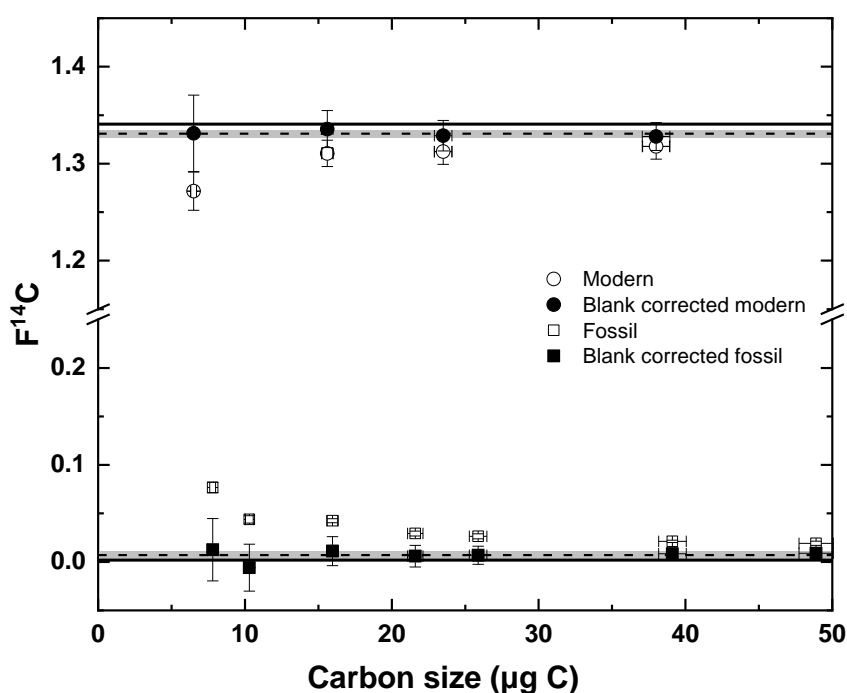 1.4
1.3
1.2
0.2
0.1
0.0
F¹⁴C
Modern
Blank corrected modern
Fossil
Blank corrected fossil
0 10 20 30 40 50
Carbon size (µg C)